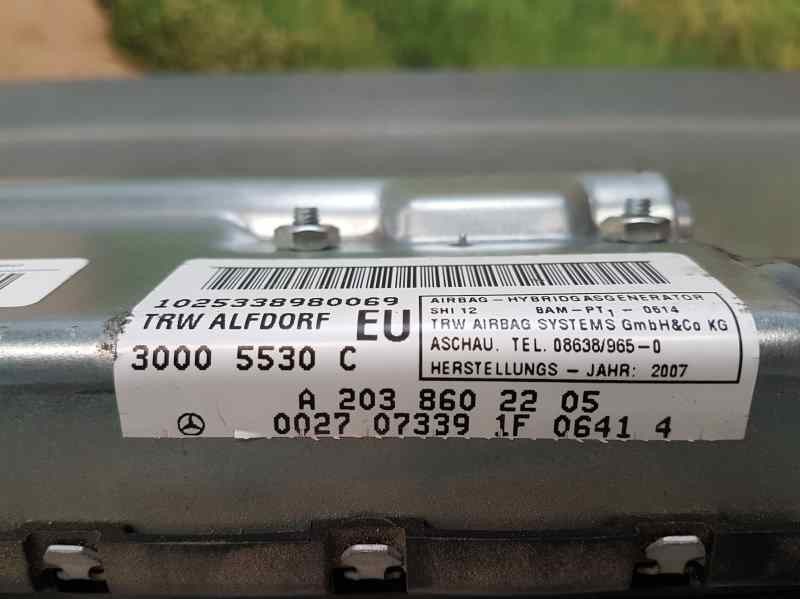 1025338980069
TRW ALFDORF EU
3000 5530 C
AIRBAG - HYBRIDGASGENERATOR
SHI 12 BAM-PT1-0614
TRW AIRBAG SYSTEMS GmbH&Co KG
ASCHAU. TEL. 08638/965-0
HERSTELLUNGS - JAHR: 2007
A 203 860 22 05
0027 07339 1F 0641 4